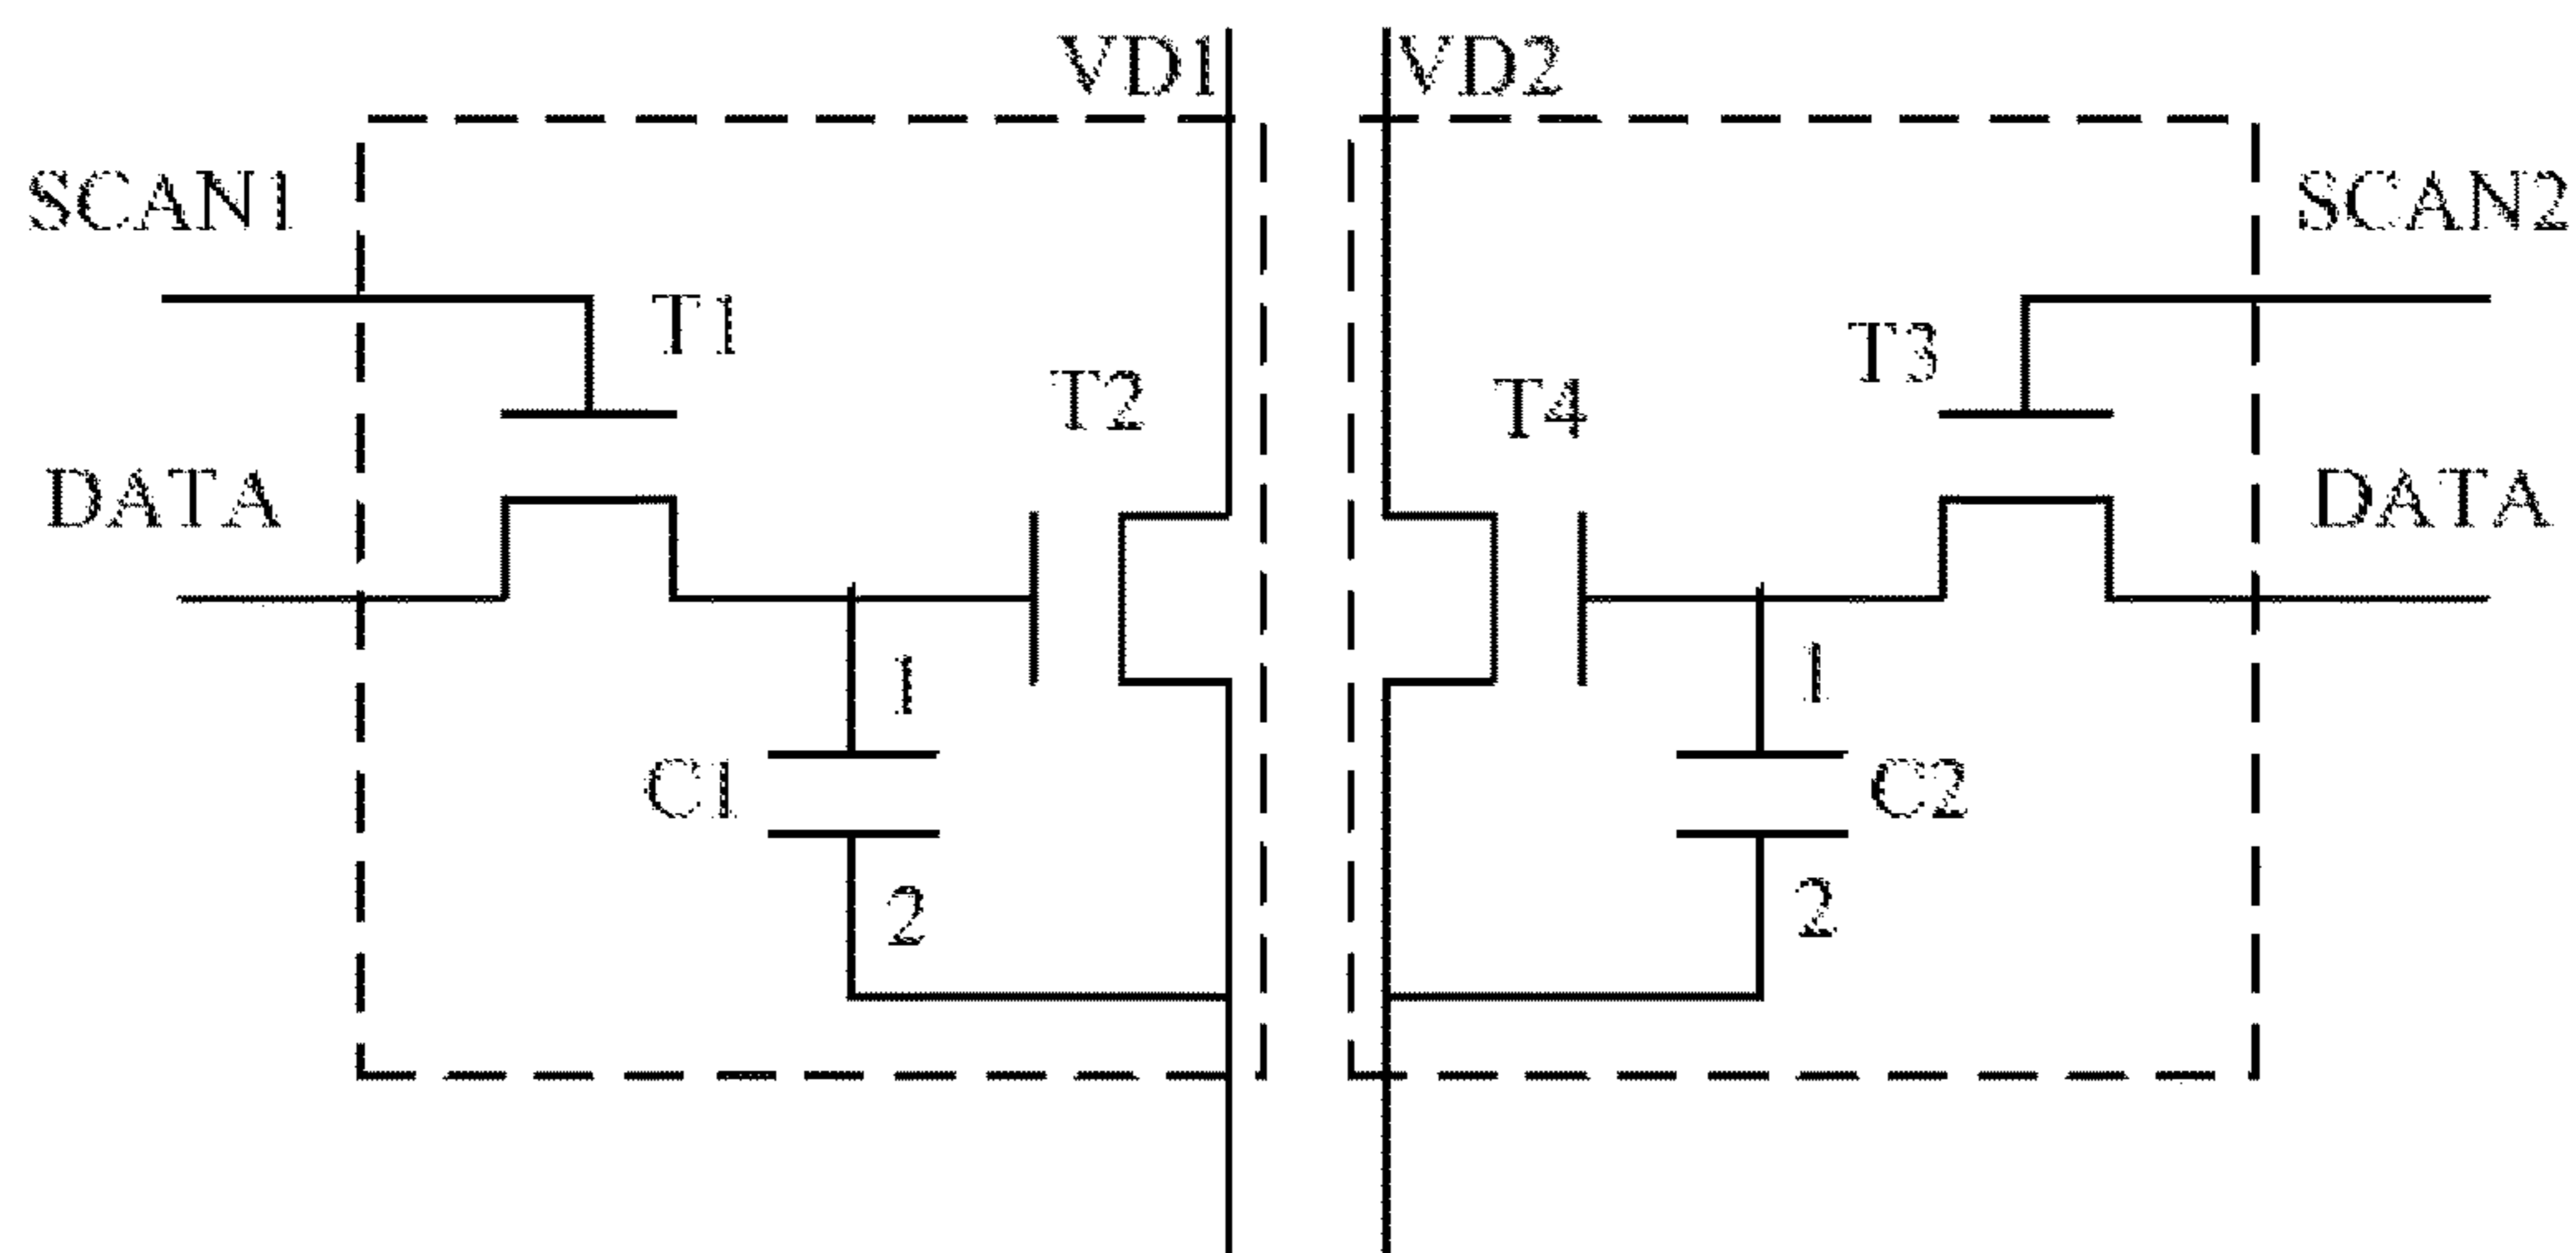 VD1 VD2
SCAN1 SCAN2
T1 T3
T2 T4
DATA DATA
1 1
C1 C2
2 2